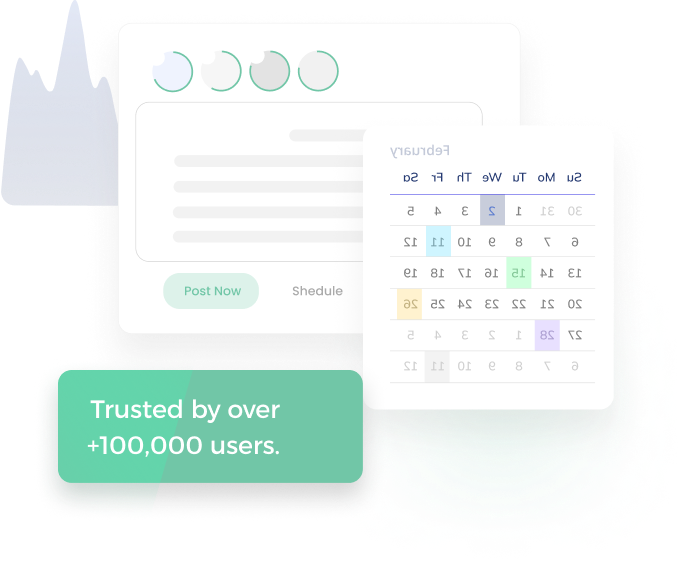 February
Su Mo Tu We Th Fr Sa
30 31 1 2 3 4 5
6 7 8 9 10 11 12
13 14 15 16 17 18 19
20 21 22 23 24 25 26
27 28 1 2 3 4 5
6 7 8 9 10 11 12
Post Now
Shedule
Trusted by over
+100,000 users.